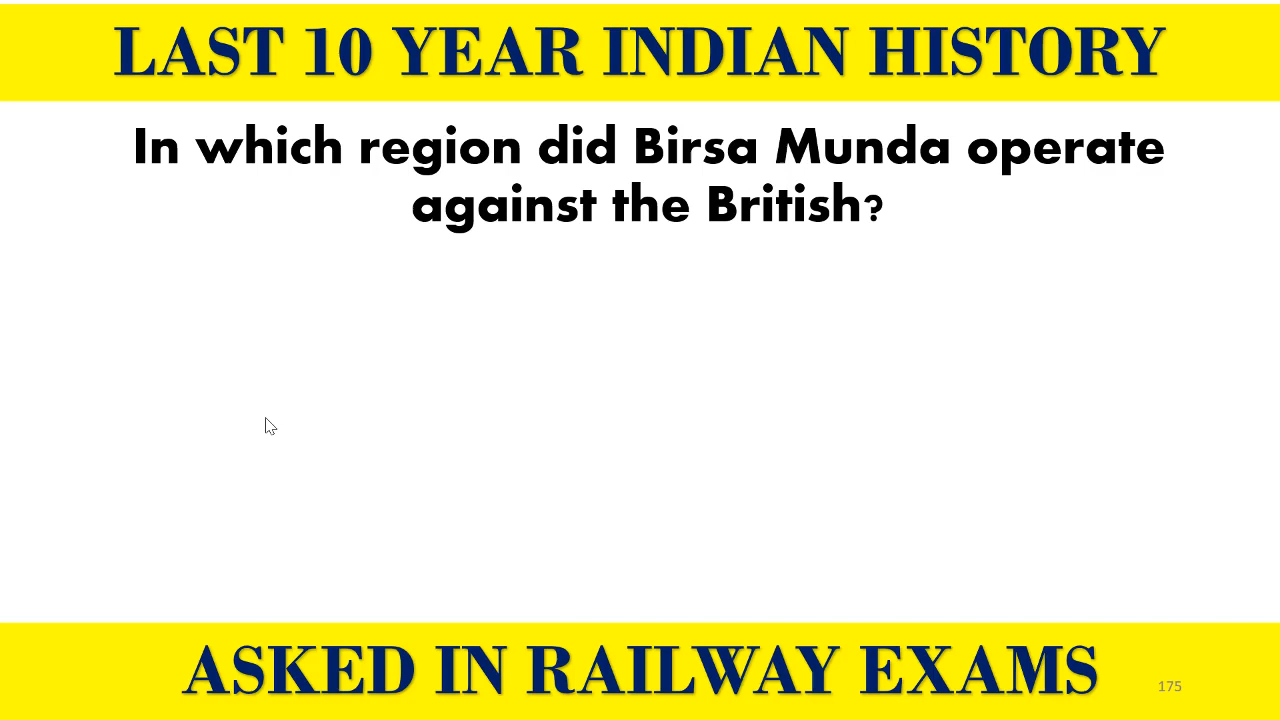 LAST 10 YEAR INDIAN HISTORY
In which region did Birsa Munda operate
against the British?
ASKED IN RAILWAY EXAMS
175